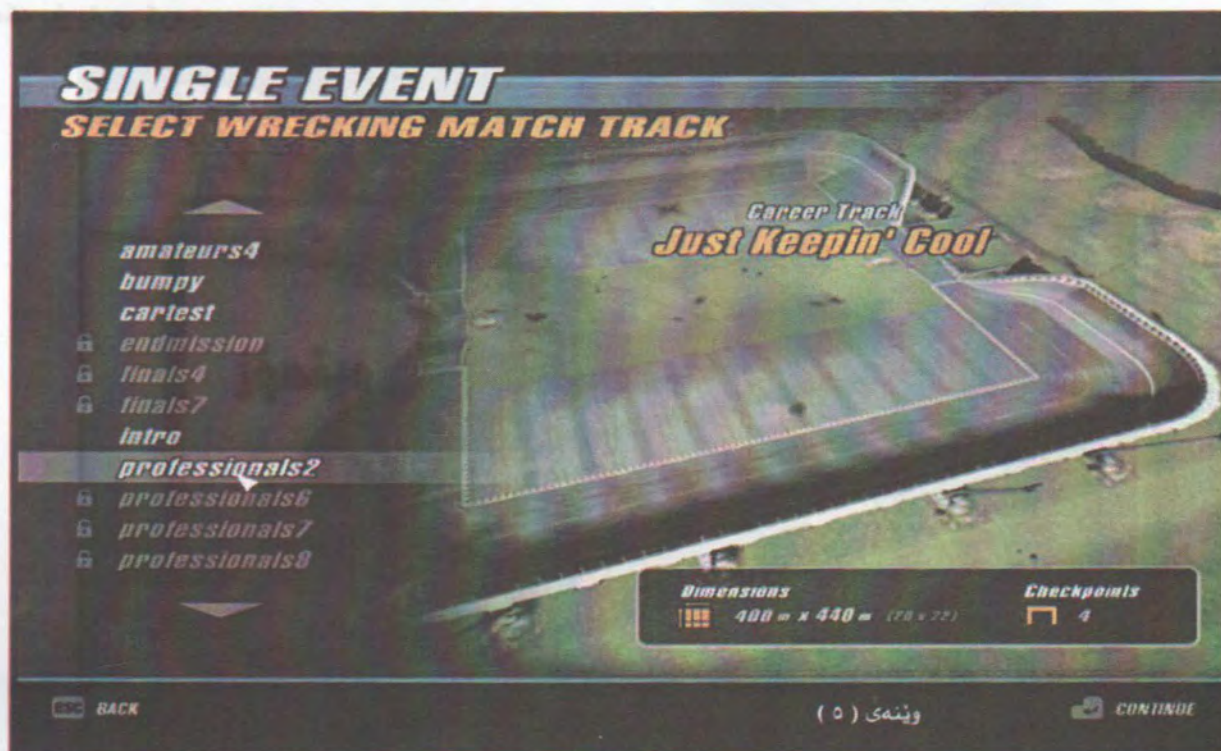 SINGLE EVENT
SELECT WRECKING MATCH TRACK
Career Track
Just Keepin' Cool
amateurs4
bumpy
cartest
endmission
finals4
finals7
intro
professionals2
professionals6
professionals7
professionals8
Dimensions
400 m x 440 m
Checkpoints
4
ESC BACK
وێنەی ( ٥ )
CONTINUE